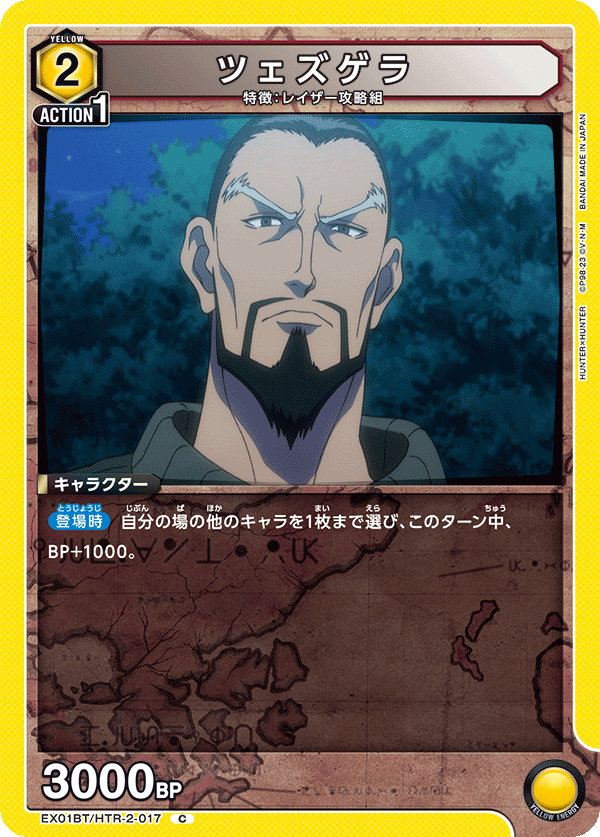 YELLOW
2
ACTION 1
ツェズゲラ
特徴:レイザー攻略組
BANDAI MADE IN JAPAN
©P98-23 ©V・N・M
HUNTER×HUNTER
キャラクター
とうじょうじ じぶん ば ほか まい えら ちゅう
登場時 自分の場の他のキャラを1枚まで選び、このターン中、
BP+1000。
3000BP
YELLOW ENERGY
EX01BT/HTR-2-017 C